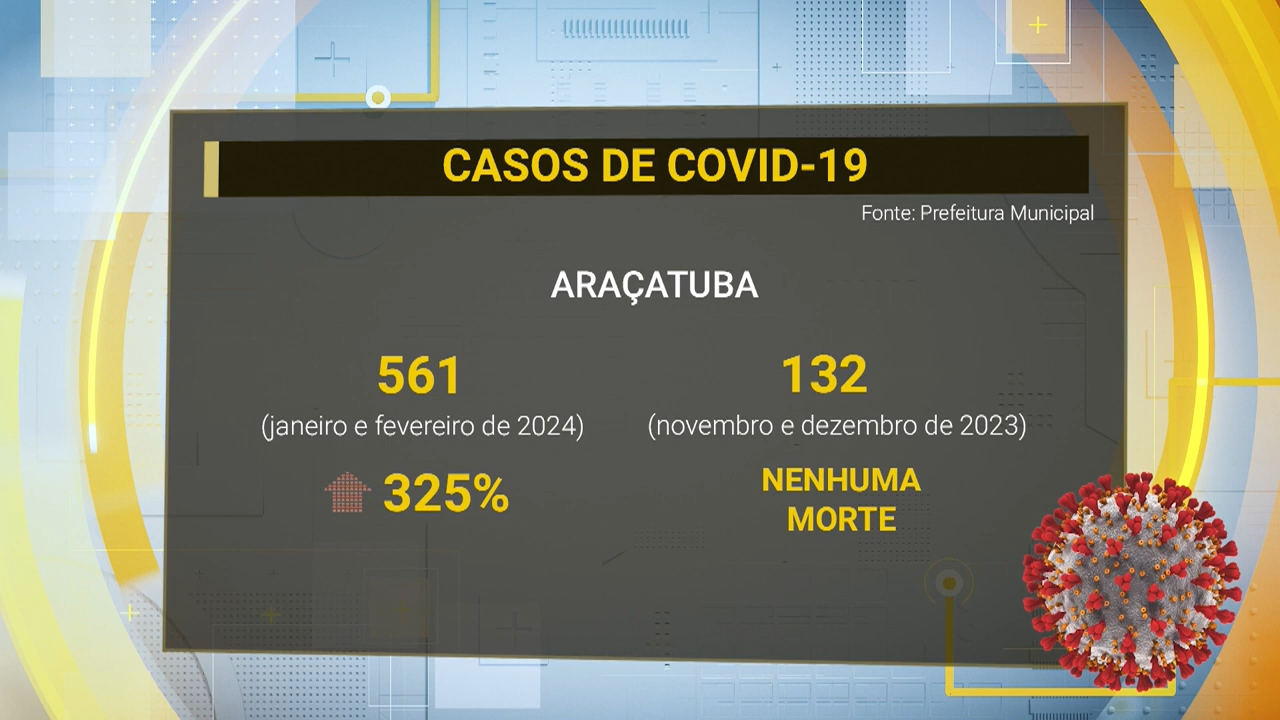 CASOS DE COVID-19
Fonte: Prefeitura Municipal
ARAÇATUBA
561
132
(janeiro e fevereiro de 2024)
(novembro e dezembro de 2023)
325%
NENHUMA
MORTE